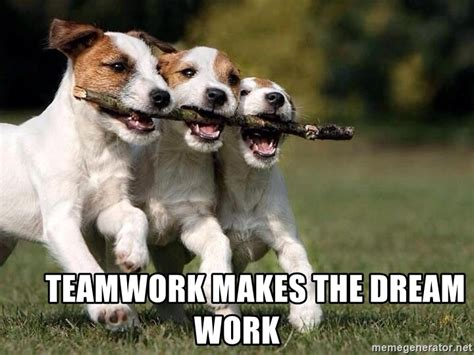 TEAMWORK MAKES THE DREAM
WORK
memegenerator.net